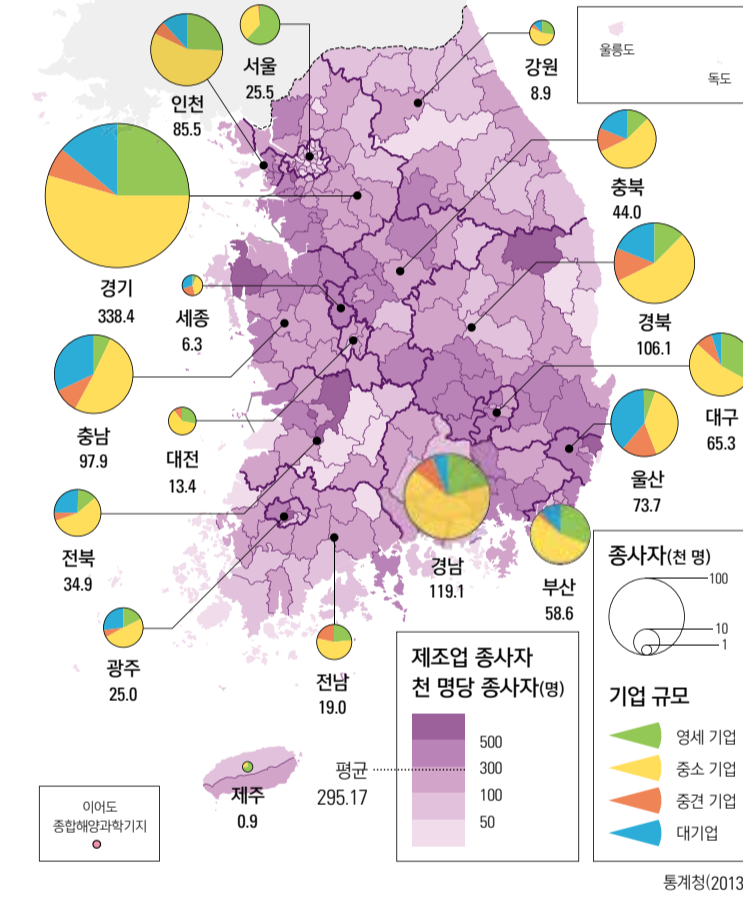 서울
25.5
인천
85.5
강원
8.9
울릉도
독도
충북
44.0
경기
338.4
세종
6.3
경북
106.1
충남
97.9
대전
13.4
대구
65.3
울산
73.7
전북
34.9
경남
119.1
부산
58.6
광주
25.0
전남
19.0
제주
0.9
이어도
종합해양과학기지
제조업 종사자
천 명당 종사자(명)
500
300
100
50
평균
295.17
종사자(천 명)
100
10
1
기업 규모
영세 기업
중소 기업
중견 기업
대기업
통계청(2013